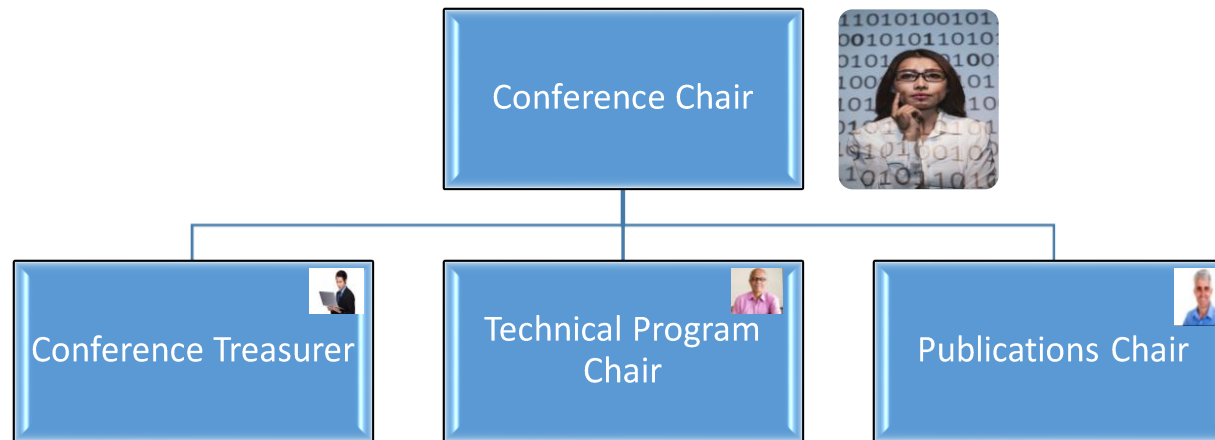 Conference Chair
Conference Treasurer
Technical Program
Chair
Publications Chair